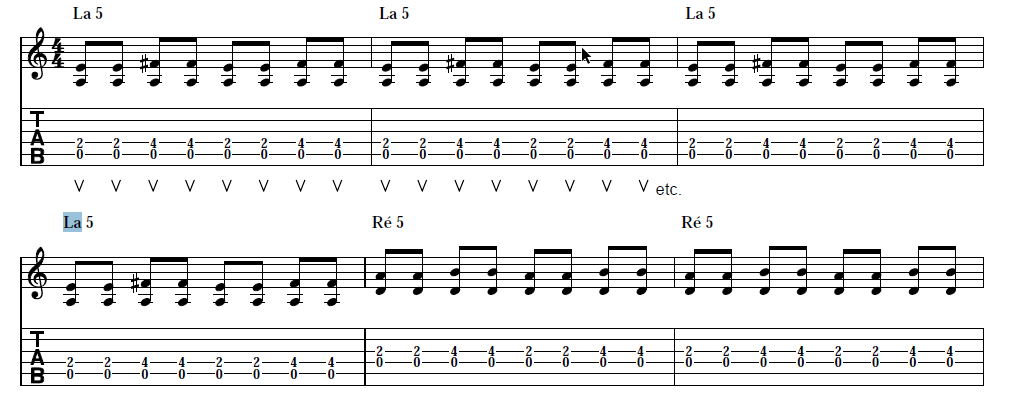 La 5 La 5 La 5
4
4
T
A
B
2 2 4 4 2 2 4 4 2 2 4 4 2 2 4 4 2 2 4 4 2 2 4 4
0 0 0 0 0 0 0 0 0 0 0 0 0 0 0 0 0 0 0 0 0 0 0 0
etc.
La 5 Ré 5 Ré 5
T
A
B
2 2 4 4 2 2 4 4 2 2 4 4 2 2 4 4
2 2 4 4 2 2 4 4 0 0 0 0 0 0 0 0 0 0 0 0 0 0 0 0
0 0 0 0 0 0 0 0